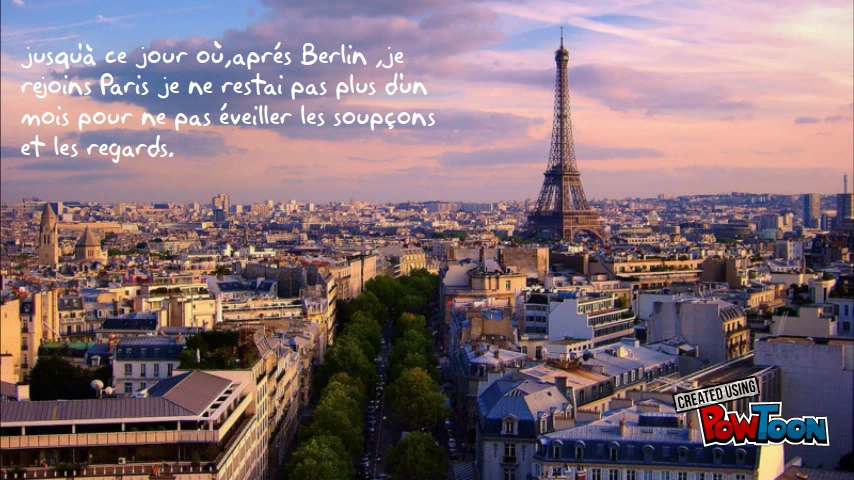 jusqu'à ce jour où,aprés Berlin ,je
rejoins Paris je ne restai pas plus d'un
mois pour ne pas éveiller les soupçons
et les regards.
CREATED USING
PowToon